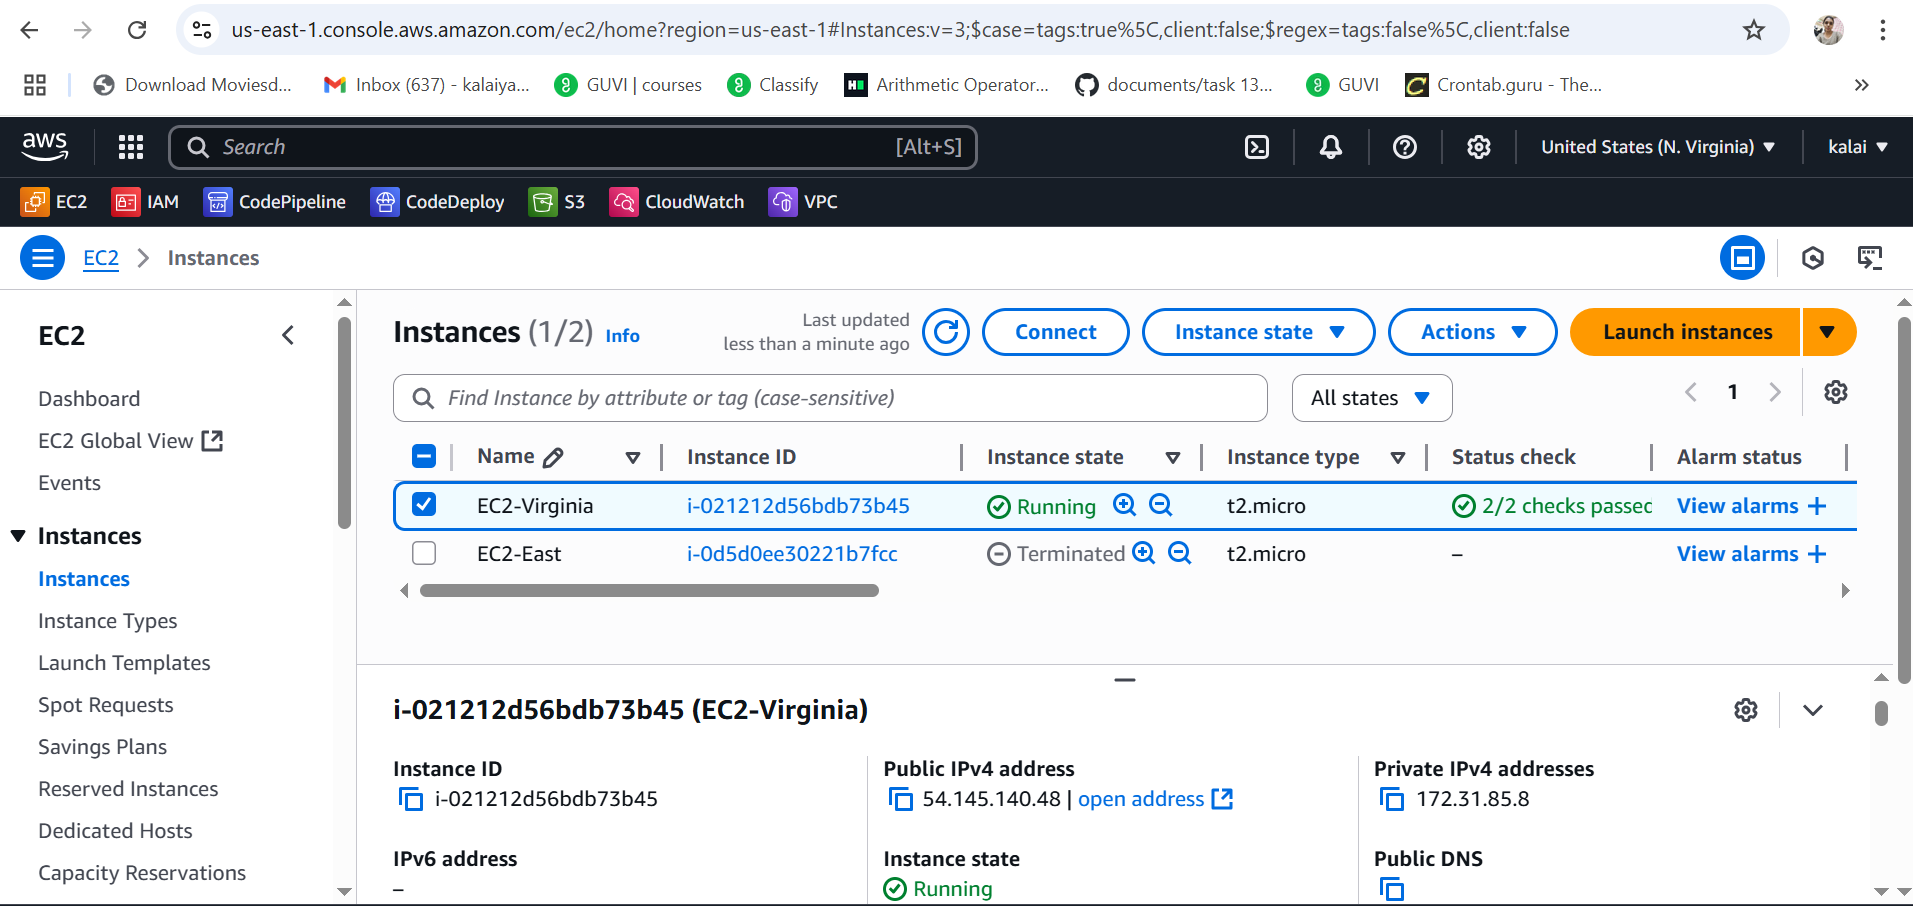 us-east-1.console.aws.amazon.com/ec2/home?region=us-east-1#Instances:v=3;$case=tags:true%5C,client:false;$regex=tags:false%5C,client:false
Download Moviesd... Inbox (637) - kalaiya... GUVI | courses Classify Arithmetic Operator... documents/task 13... GUVI Crontab.guru - The...
aws Search [Alt+S] United States (N. Virginia) kalai
EC2 IAM CodePipeline CodeDeploy S3 CloudWatch VPC
EC2 Instances
EC2
Dashboard
EC2 Global View
Events
Instances
Instances
Instance Types
Launch Templates
Spot Requests
Savings Plans
Reserved Instances
Dedicated Hosts
Capacity Reservations
Instances (1/2) Info
Last updated
less than a minute ago
Connect Instance state Actions Launch instances
Find Instance by attribute or tag (case-sensitive) All states 1
Name Instance ID Instance state Instance type Status check Alarm status
EC2-Virginia i-021212d56bdb73b45 Running t2.micro 2/2 checks passec View alarms +
EC2-East i-0d5d0ee30221b7fcc Terminated t2.micro – View alarms +
i-021212d56bdb73b45 (EC2-Virginia)
Instance ID
i-021212d56bdb73b45
Public IPv4 address
54.145.140.48 | open address
Private IPv4 addresses
172.31.85.8
IPv6 address
–
Instance state
Running
Public DNS